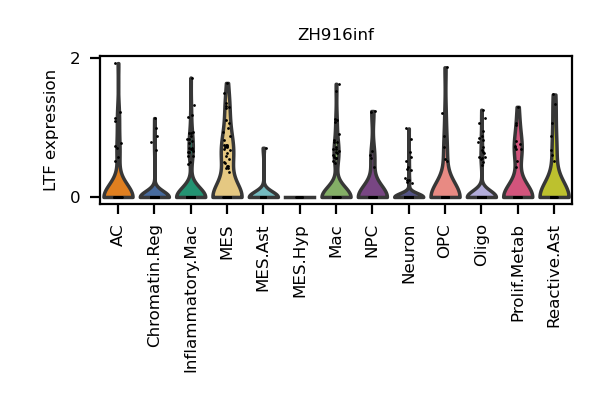 ZH916inf
LTF expression
2
0
AC
Chromatin.Reg
Inflammatory.Mac
MES
MES.Ast
MES.Hyp
Mac
NPC
Neuron
OPC
Oligo
Prolif.Metab
Reactive.Ast